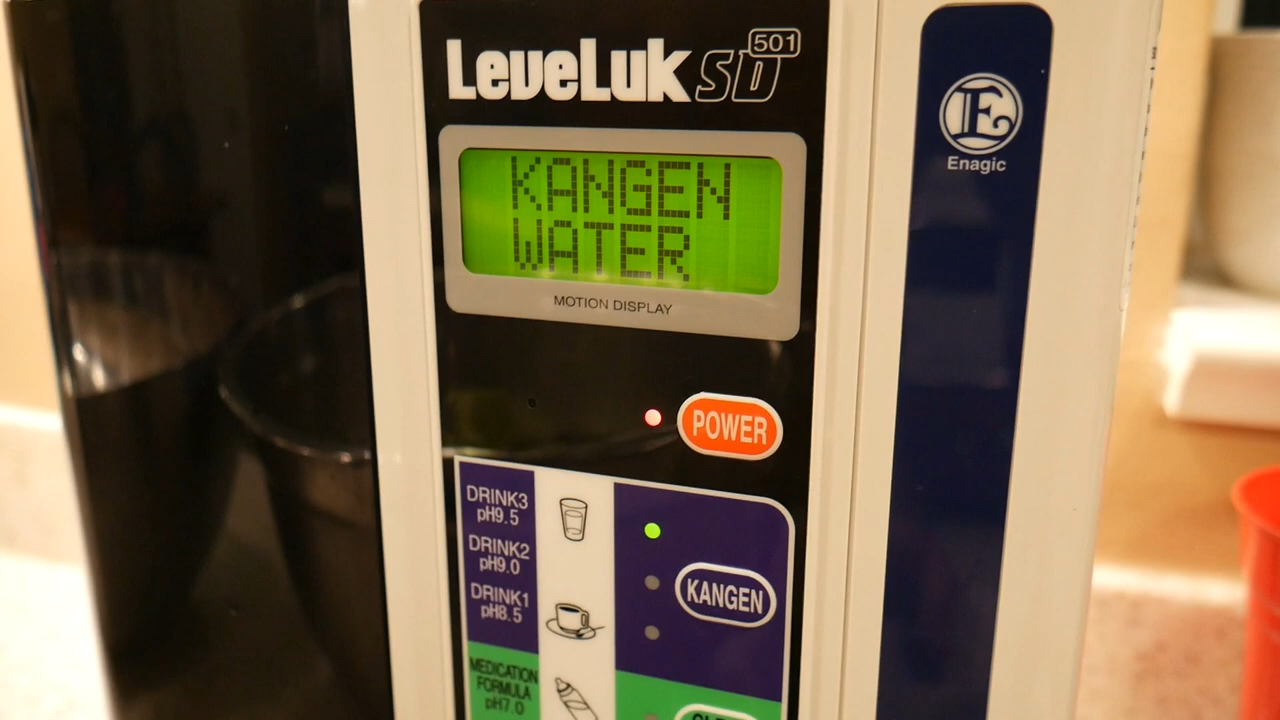 LeveLuk SD 501
E
Enagic
KANGEN
WATER
MOTION DISPLAY
POWER
DRINK3
pH9.5
DRINK2
pH9.0
DRINK1
pH8.5
KANGEN
MEDICATION
FORMULA
pH7.0